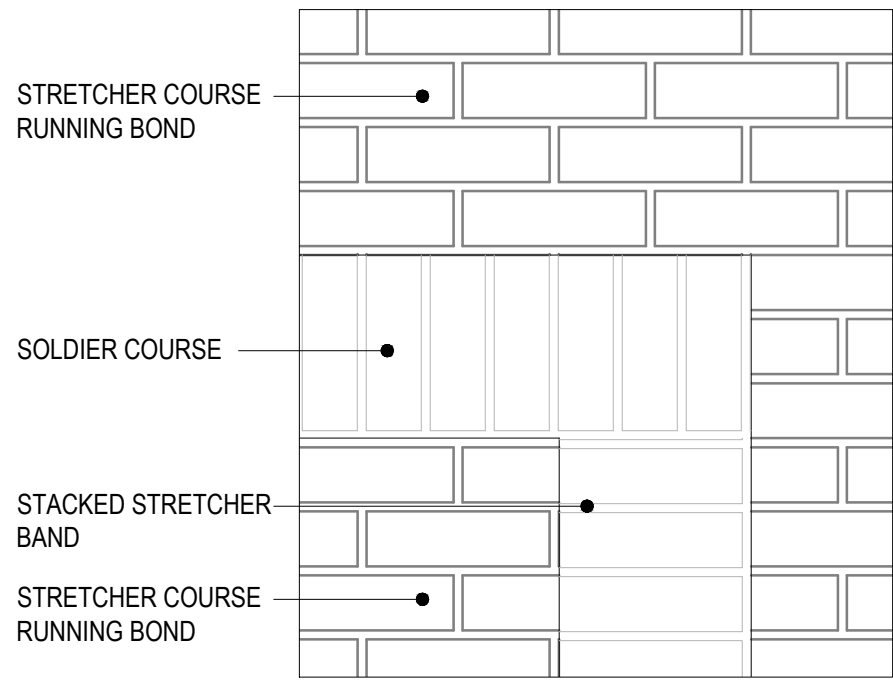 STRETCHER COURSE
RUNNING BOND
SOLDIER COURSE
STACKED STRETCHER
BAND
STRETCHER COURSE
RUNNING BOND